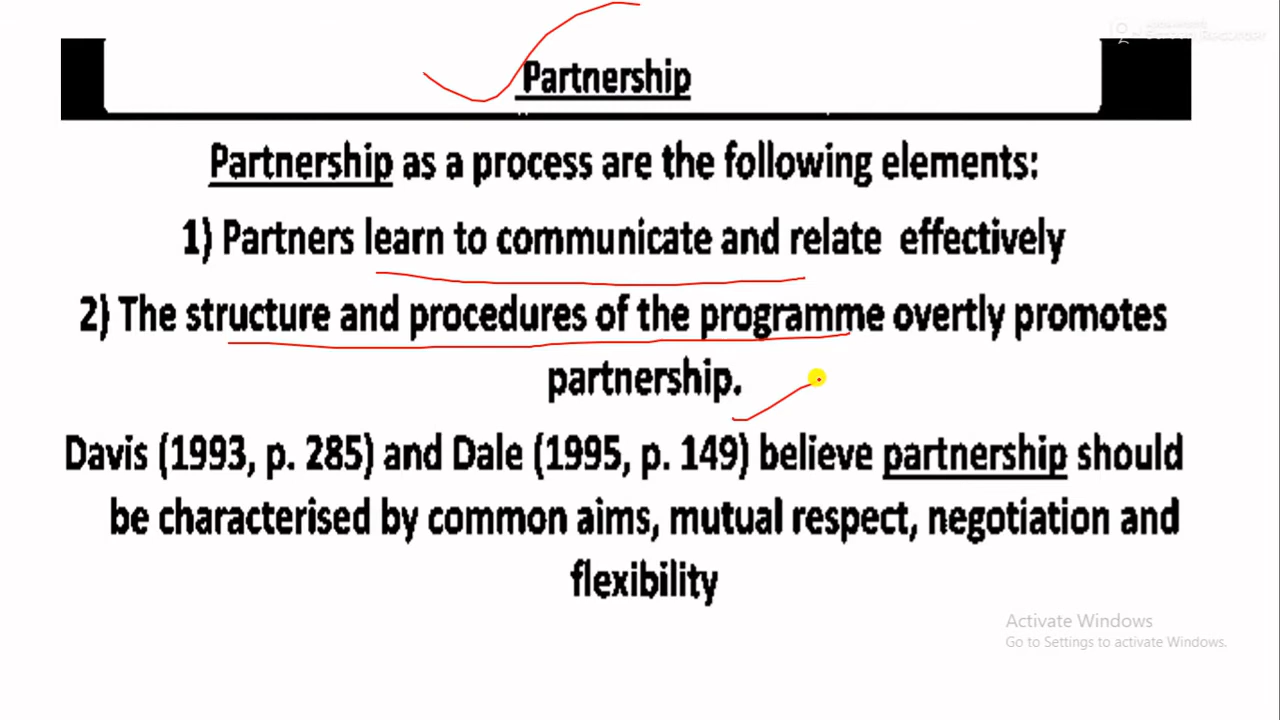 Partnership
Partnership as a process are the following elements:
1) Partners learn to communicate and relate effectively
2) The structure and procedures of the programme overtly promotes
partnership.
Davis (1993, p. 285) and Dale (1995, p. 149) believe partnership should
be characterised by common aims, mutual respect, negotiation and
flexibility
Activate Windows
Go to Settings to activate Windows.